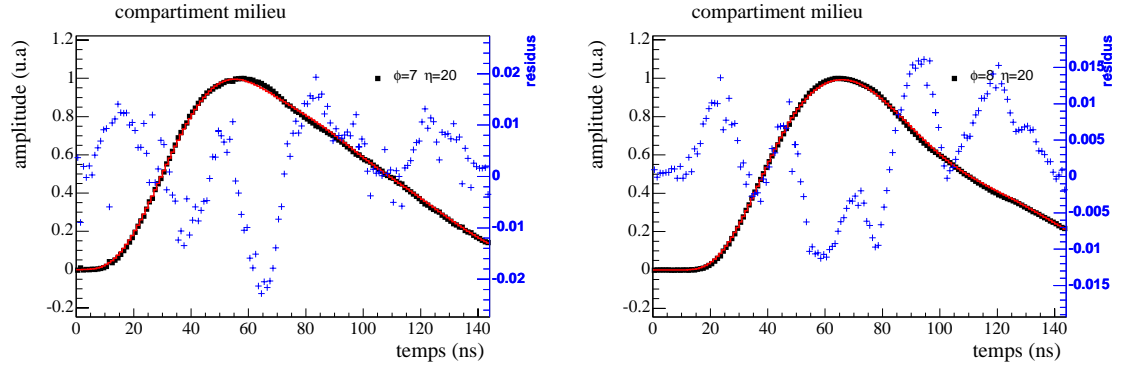 compartiment milieu
amplitude (u.a)
1.2
1
0.8
0.6
0.4
0.2
0
-0.2
0 20 40 60 80 100 120 140
temps (ns)
ϕ=7 η=20
residus
0.02
0.01
0
-0.01
-0.02
compartiment milieu
amplitude (u.a)
1.2
1
0.8
0.6
0.4
0.2
0
-0.2
0 20 40 60 80 100 120 140
temps (ns)
ϕ=8 η=20
residus
0.015
0.01
0.005
0
-0.005
-0.01
-0.015